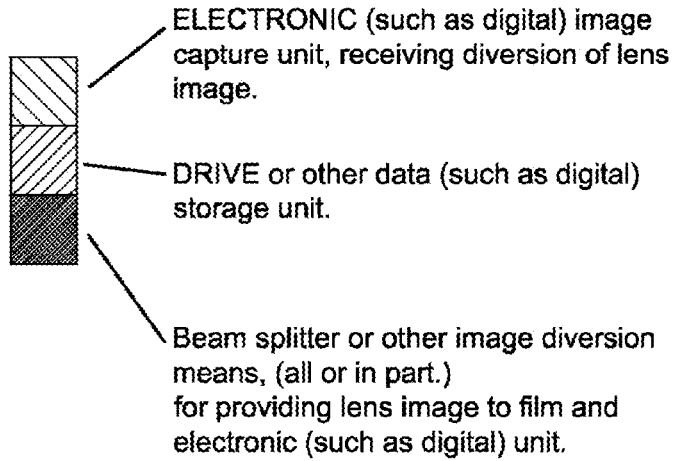 ELECTRONIC (such as digital) image
capture unit, receiving diversion of lens
image.
DRIVE or other data (such as digital)
storage unit.
Beam splitter or other image diversion
means, (all or in part.)
for providing lens image to film and
electronic (such as digital) unit.